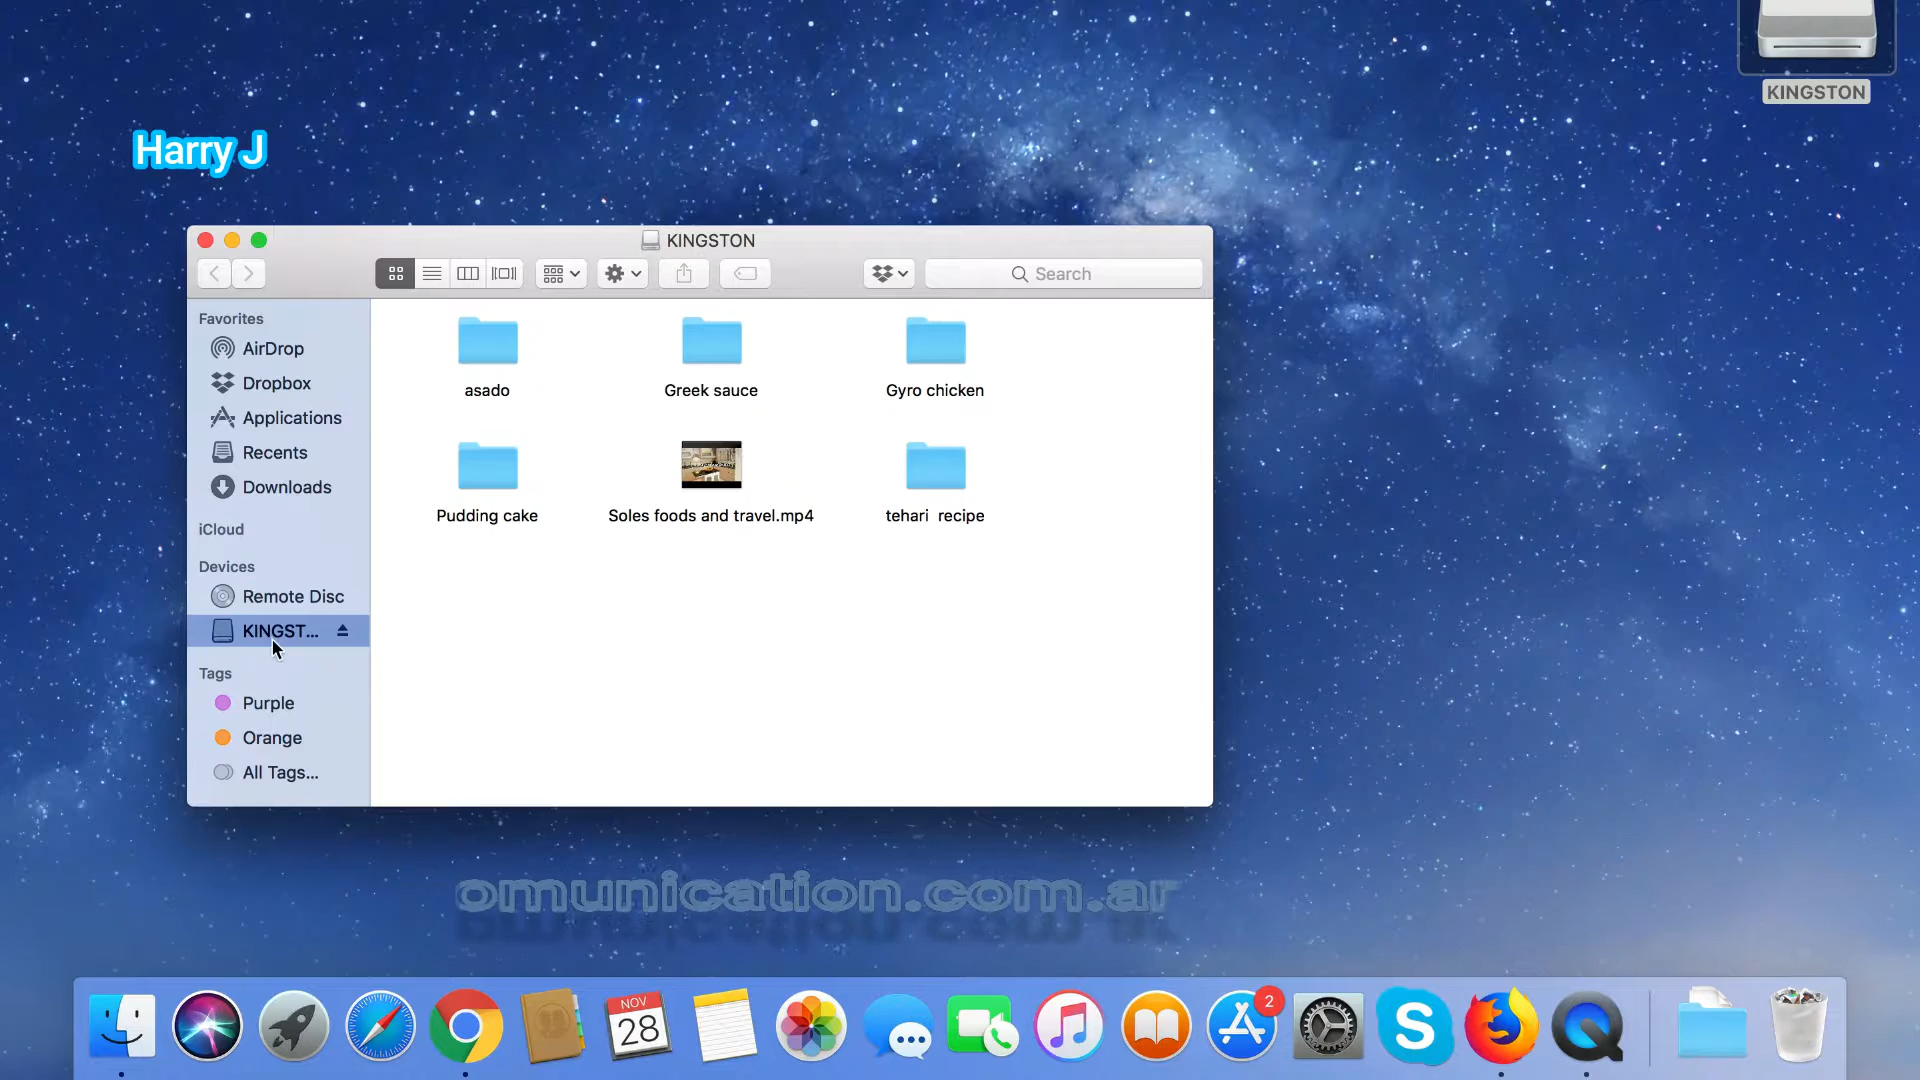 KINGSTON
Harry J
KINGSTON
Search
Favorites
AirDrop
Dropbox
Applications
Recents
Downloads
iCloud
Devices
Remote Disc
KINGST...
Tags
Purple
Orange
All Tags...
asado
Greek sauce
Gyro chicken
Pudding cake
Soles foods and travel.mp4
tehari recipe
omunication.com.ar
NOV
28
2